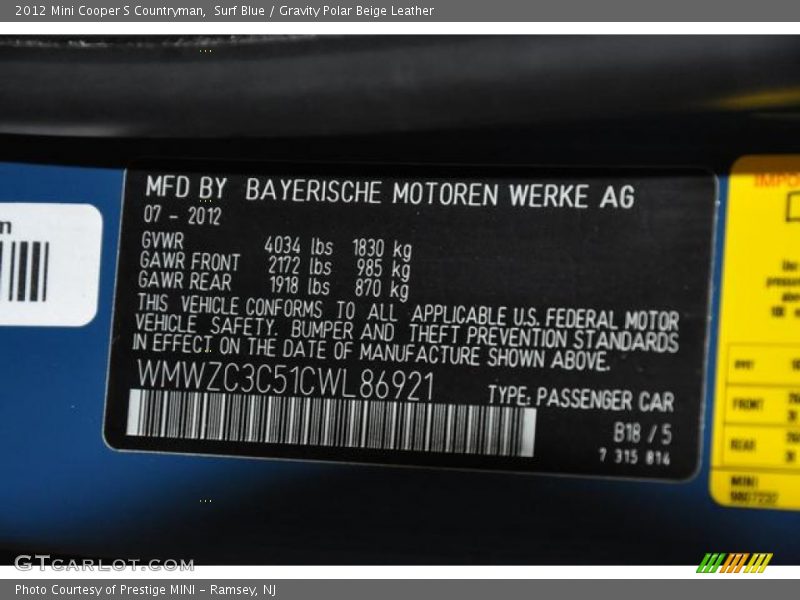 2012 Mini Cooper S Countryman, Surf Blue / Gravity Polar Beige Leather
MFD BY BAYERISCHE MOTOREN WERKE AG
07 - 2012
GVWR 4034 lbs 1830 kg
GAWR FRONT 2172 lbs 985 kg
GAWR REAR 1918 lbs 870 kg
THIS VEHICLE CONFORMS TO ALL APPLICABLE U.S. FEDERAL MOTOR
VEHICLE SAFETY, BUMPER AND THEFT PREVENTION STANDARDS
IN EFFECT ON THE DATE OF MANUFACTURE SHOWN ABOVE.
WMWZC3C51CWL86921
TYPE: PASSENGER CAR
B18 / 5
7 315 814
FRONT
REAR
MINI
9807232
GTCARLOT.COM
Photo Courtesy of Prestige MINI - Ramsey, NJ